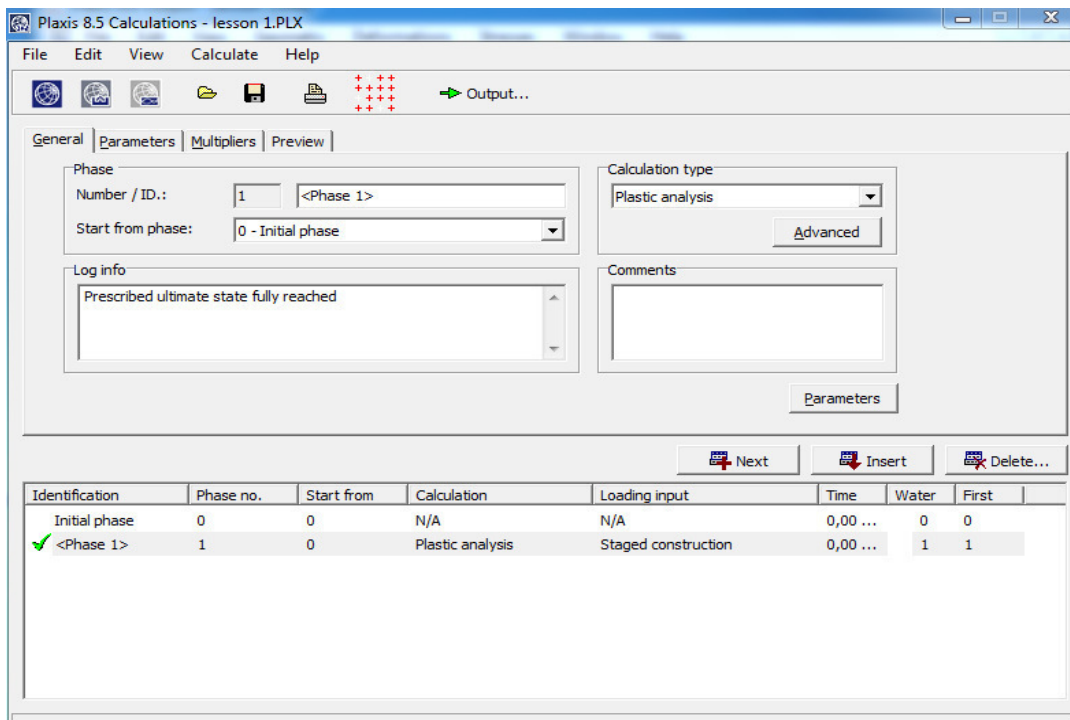 Plaxis 8.5 Calculations - lesson 1.PLX
File Edit View Calculate Help
Output...
General Parameters Multipliers Preview
Phase
Number / ID.: 1 <Phase 1>
Start from phase: 0 - Initial phase
Calculation type
Plastic analysis
Advanced
Log info
Prescribed ultimate state fully reached
Comments
Parameters
Next Insert Delete...
Identification Phase no. Start from Calculation Loading input Time Water First
Initial phase 0 0 N/A N/A 0,00 ... 0 0
<Phase 1> 1 0 Plastic analysis Staged construction 0,00 ... 1 1